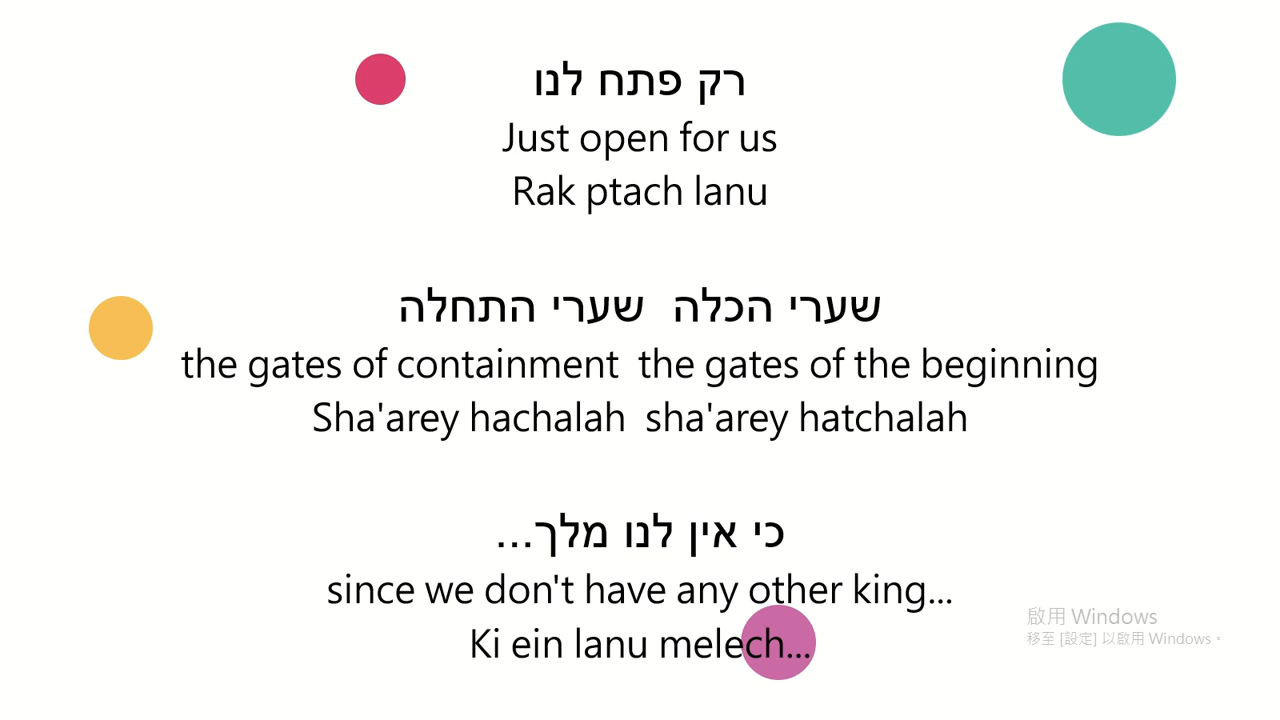 רק פתח לנו
Just open for us
Rak ptach lanu
שערי הכלה  שערי התחלה
the gates of containment  the gates of the beginning
Sha'arey hachalah  sha'arey hatchalah
כי אין לנו מלך...
since we don't have any other king...
Ki ein lanu melech...
啟用 Windows
移至 [設定] 以啟用 Windows。